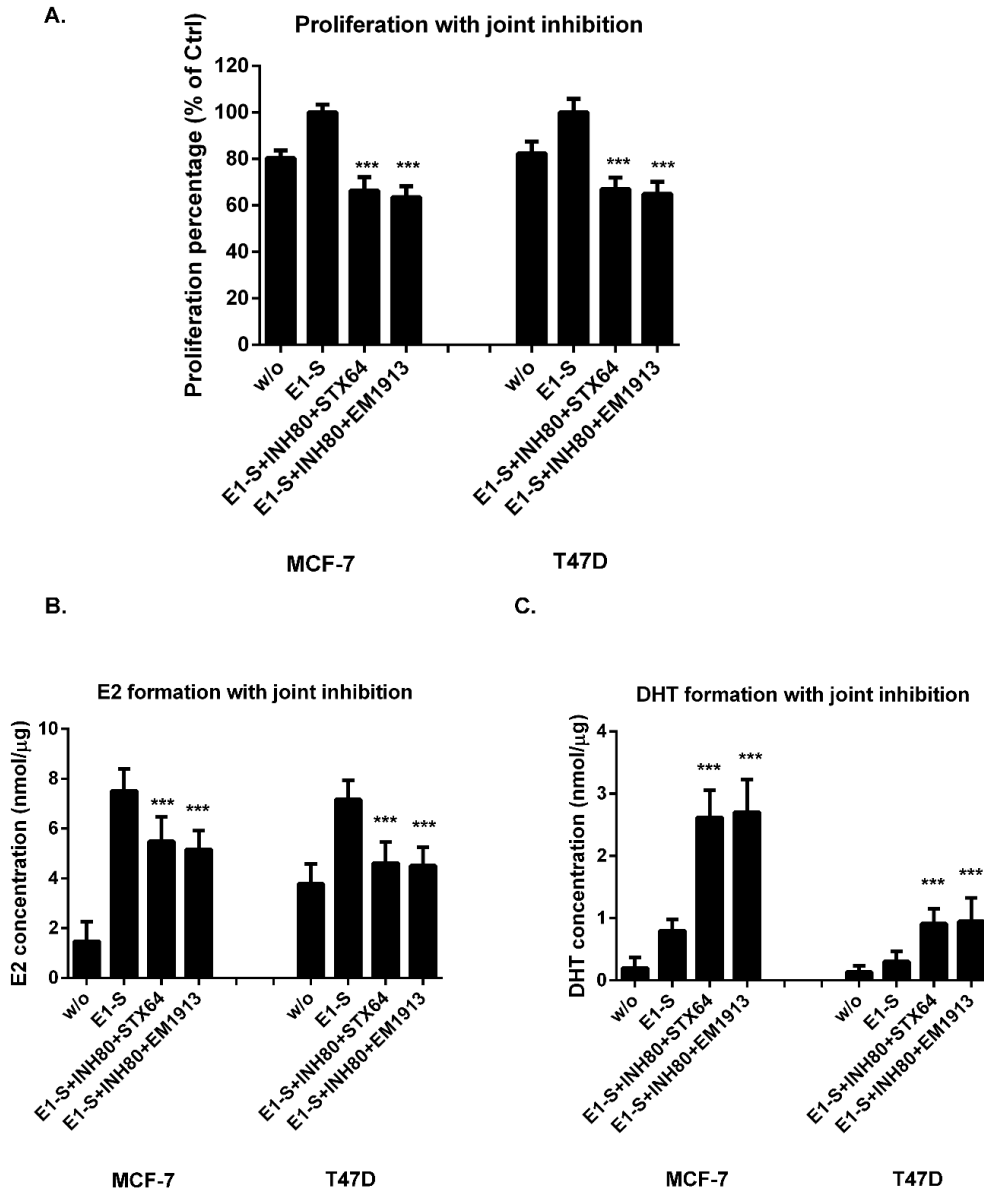 A.
Proliferation with joint inhibition
Proliferation percentage (% of Ctrl)
120
100
80
60
40
20
0
*** ***
*** ***
w/o
E1-S
E1-S+INH80+STX64
E1-S+INH80+EM1913
w/o
E1-S
E1-S+INH80+STX64
E1-S+INH80+EM1913
MCF-7
T47D
B.
E2 formation with joint inhibition
E2 concentration (nmol/µg)
10
8
6
4
2
0
*** ***
*** ***
w/o
E1-S
E1-S+INH80+STX64
E1-S+INH80+EM1913
w/o
E1-S
E1-S+INH80+STX64
E1-S+INH80+EM1913
MCF-7
T47D
C.
DHT formation with joint inhibition
DHT concentration (nmol/µg)
4
3
2
1
0
*** ***
*** ***
w/o
E1-S
E1-S+INH80+STX64
E1-S+INH80+EM1913
w/o
E1-S
E1-S+INH80+STX64
E1-S+INH80+EM1913
MCF-7
T47D